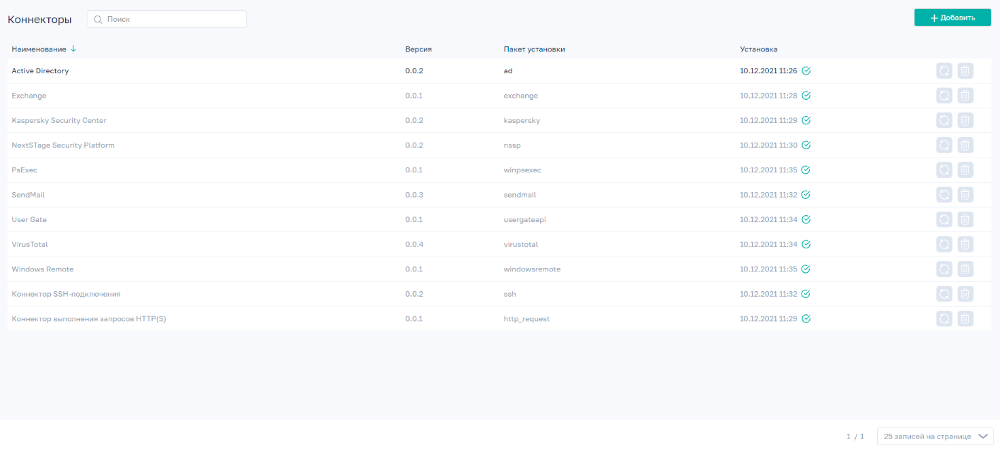 Коннекторы Поиск + Добавить
Наименование Версия Пакет установки Установка
Active Directory 0.0.2 ad 10.12.2021 11:26
Exchange 0.0.1 exchange 10.12.2021 11:28
Kaspersky Security Center 0.0.2 kaspersky 10.12.2021 11:29
NextSTage Security Platform 0.0.2 nssp 10.12.2021 11:30
PsExec 0.0.1 winpsexec 10.12.2021 11:35
SendMail 0.0.3 sendmail 10.12.2021 11:32
User Gate 0.0.1 usergateapi 10.12.2021 11:34
VirusTotal 0.0.4 virustotal 10.12.2021 11:34
Windows Remote 0.0.1 windowsremote 10.12.2021 11:35
Коннектор SSH-подключения 0.0.2 ssh 10.12.2021 11:32
Коннектор выполнения запросов HTTP(S) 0.0.1 http_request 10.12.2021 11:29
1 / 1 25 записей на странице